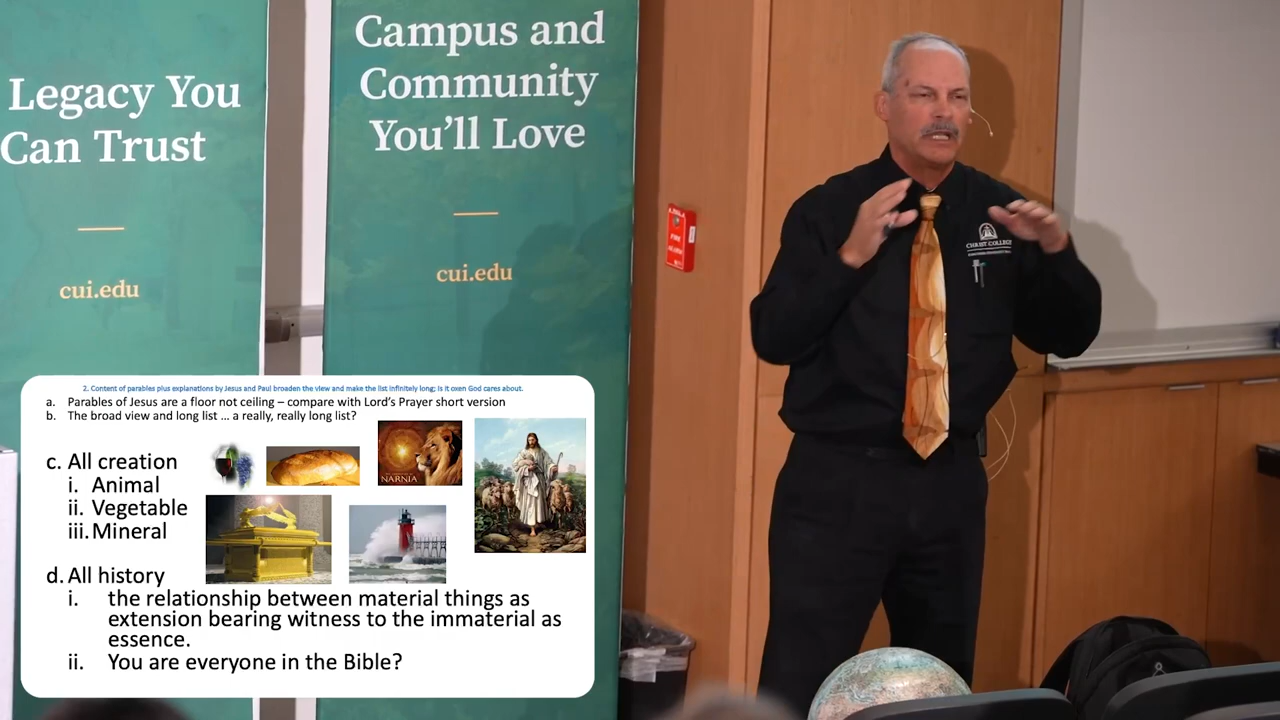 Legacy You
Can Trust
cui.edu
Campus and
Community
You'll Love
cui.edu
CHRIST COLLEGE
FIRE
2. Content of parables plus explanations by Jesus and Paul broaden the view and make the list infinitely long; is it oxen God cares about.
a. Parables of Jesus are a floor not ceiling – compare with Lord's Prayer short version
b. The broad view and long list ... a really, really long list?
c. All creation
i. Animal
ii. Vegetable
iii. Mineral
NARNIA
d. All history
i. the relationship between material things as
extension bearing witness to the immaterial as
essence.
ii. You are everyone in the Bible?